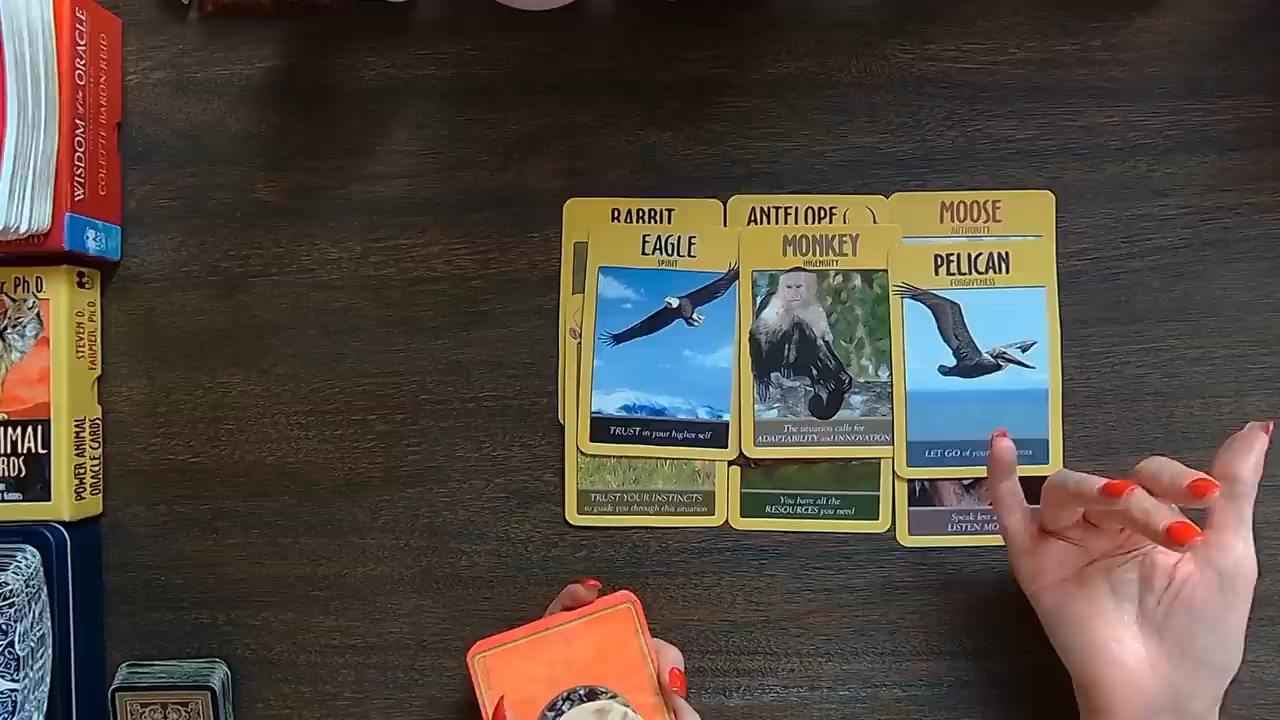 WISDOM of the ORACLE
COLETTE BARON-REID
r Ph.D.
STEVEN D.
FARMER, PH.D.
POWER ANIMAL
ORACLE CARDS
IMAL
RDS
RABBIT
EAGLE
SPIRIT
TRUST in your higher self
TRUST YOUR INSTINCTS
to guide you through this situation
ANTELOPE
MONKEY
INGENUITY
The situation calls for
ADAPTABILITY and INNOVATION
You have all the
RESOURCES you need
MOOSE
AUTHORITY
PELICAN
FORGIVENESS
LET GO of your
Speak less a
LISTEN MO